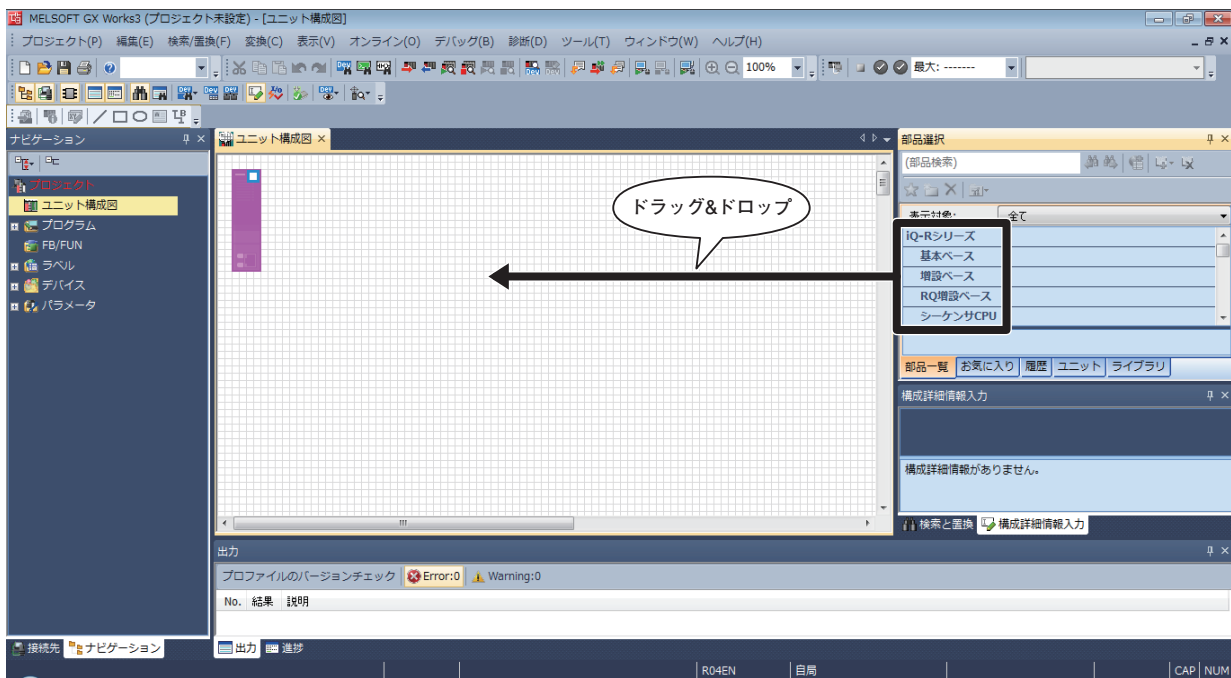 MELSOFT GX Works3 (プロジェクト未設定) - [ユニット構成図]
プロジェクト(P) 編集(E) 検索/置換(F) 変換(C) 表示(V) オンライン(O) デバッグ(B) 診断(D) ツール(T) ウィンドウ(W) ヘルプ(H)
100%
最大: -------
ナビゲーション
プロジェクト
ユニット構成図
プログラム
FB/FUN
ラベル
デバイス
パラメータ
接続先
ナビゲーション
ユニット構成図
ドラッグ&ドロップ
部品選択
(部品検索)
表示対象: 全て
iQ-Rシリーズ
基本ベース
増設ベース
RQ増設ベース
シーケンサCPU
部品一覧 お気に入り 履歴 ユニット ライブラリ
構成詳細情報入力
構成詳細情報がありません。
検索と置換 構成詳細情報入力
出力
プロファイルのバージョンチェック Error:0 Warning:0
No. 結果 説明
出力 進捗
R04EN 自局 CAP NUM